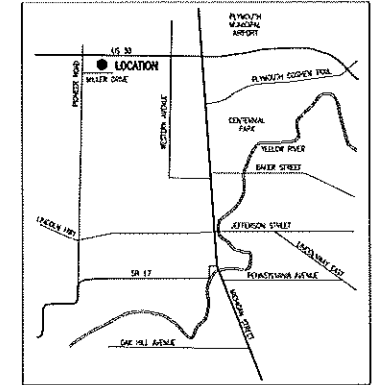 PLYMOUTH
MUNICIPAL
AIRPORT
US 30
LOCATION
PIONEER ROAD
MILLER DRIVE
WESTERN AVENUE
PLYMOUTH GOSHEN TRAIL
CENTENNIAL
PARK
YELLOW RIVER
BAKER STREET
LINCOLN HWY
JEFFERSON STREET
LINCOLNWAY EAST
SR 17
PENNSYLVANIA AVENUE
MICHIGAN STREET
OAK HILL AVENUE